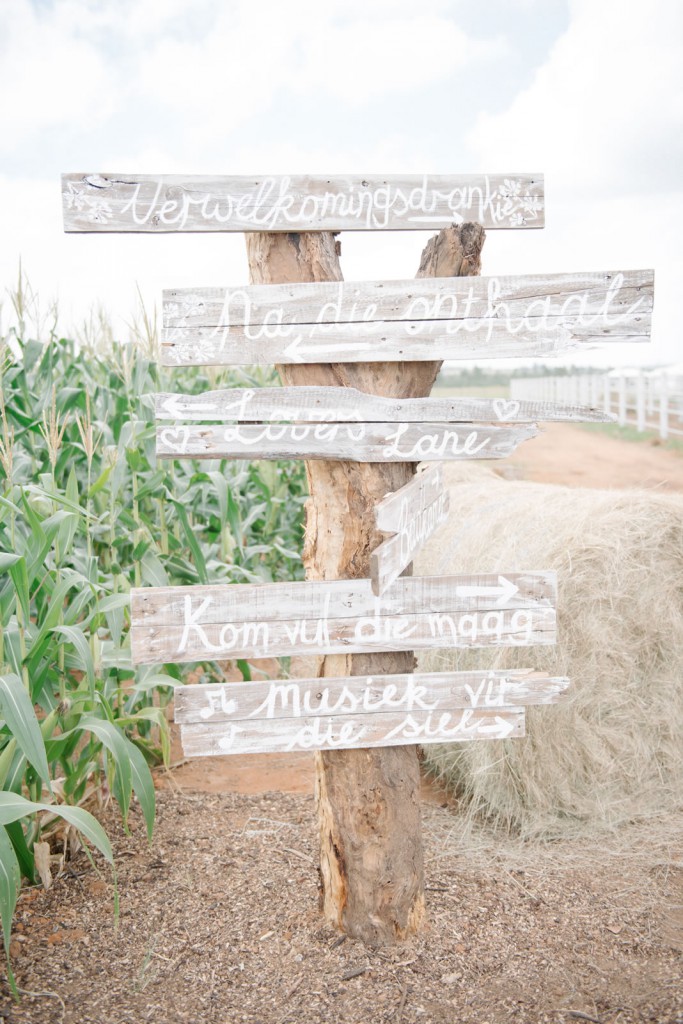 Verwelkomingsdrankie
Na die onthaal
Lovers Lane
Kom vul die maag
Musiek vir
die siel